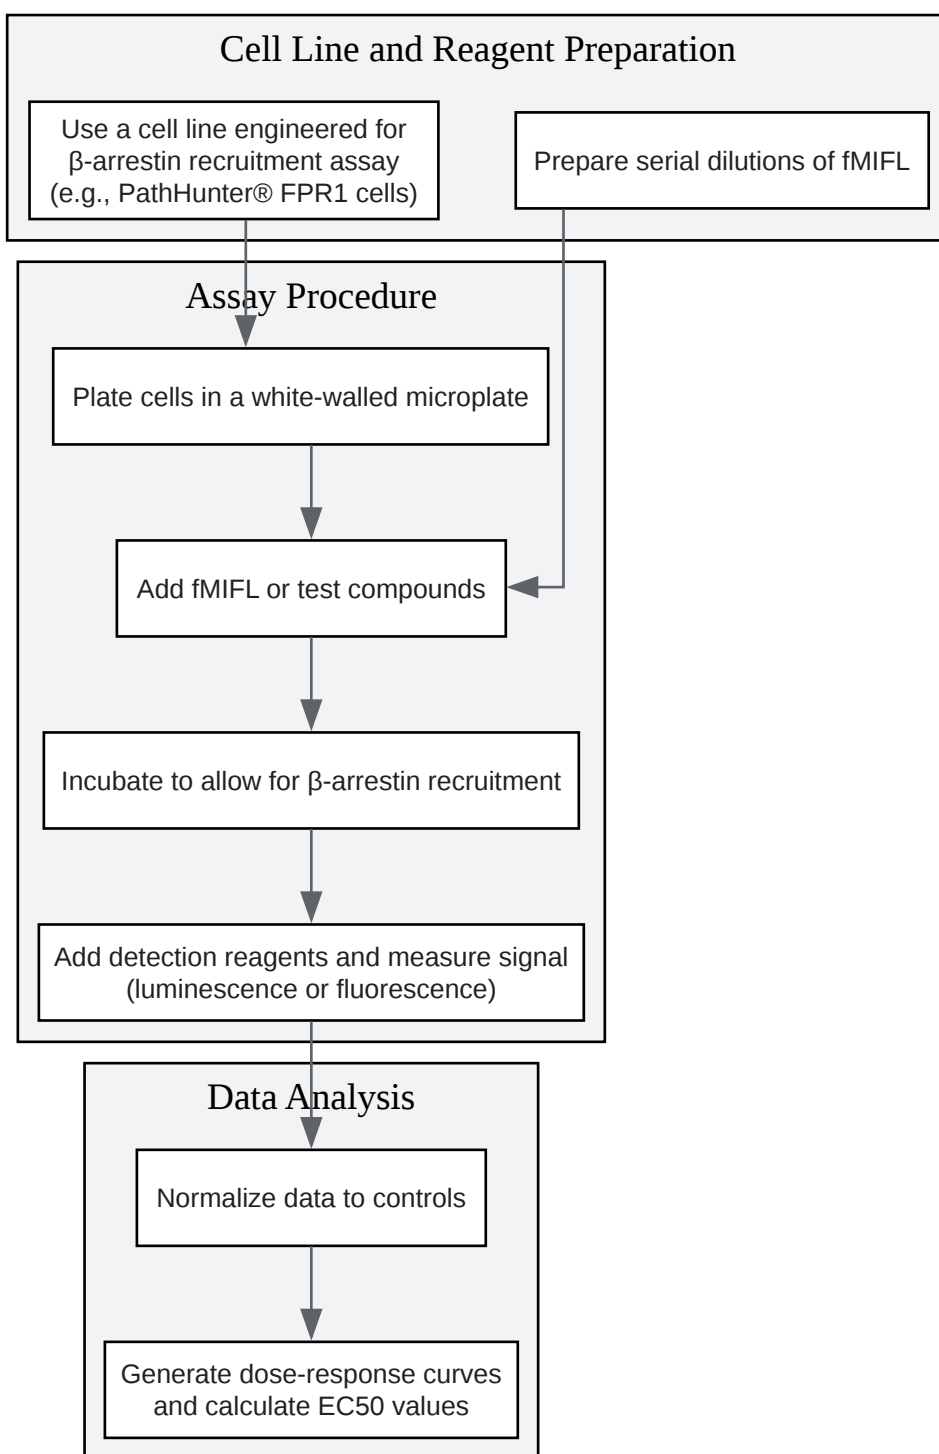 Cell Line and Reagent Preparation
Use a cell line engineered for
β-arrestin recruitment assay
(e.g., PathHunter® FPR1 cells)
Prepare serial dilutions of fMIFL
Assay Procedure
Plate cells in a white-walled microplate
Add fMIFL or test compounds
Incubate to allow for β-arrestin recruitment
Add detection reagents and measure signal
(luminescence or fluorescence)
Data Analysis
Normalize data to controls
Generate dose-response curves
and calculate EC50 values